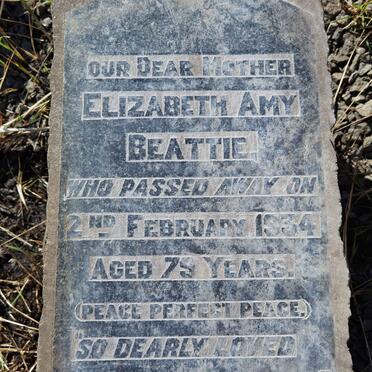 OUR DEAR MOTHER
ELIZABETH AMY
BEATTIE,
WHO PASSED AWAY ON
2ND FEBRUARY 1934
AGED 79 YEARS.
(PEACE PERFECT PEACE.)
"SO DEARLY LOVED